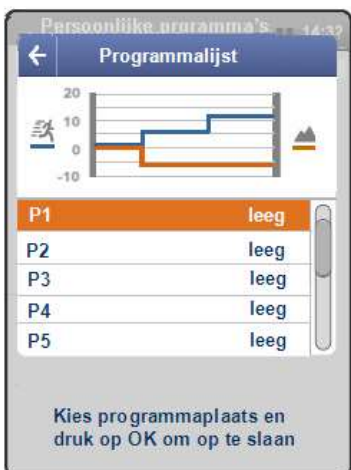 Persoonlijke programma's 14:32
Programmalijst
20
10
0
-10
P1 leeg
P2 leeg
P3 leeg
P4 leeg
P5 leeg
Kies programmaplaats en
druk op OK om op te slaan